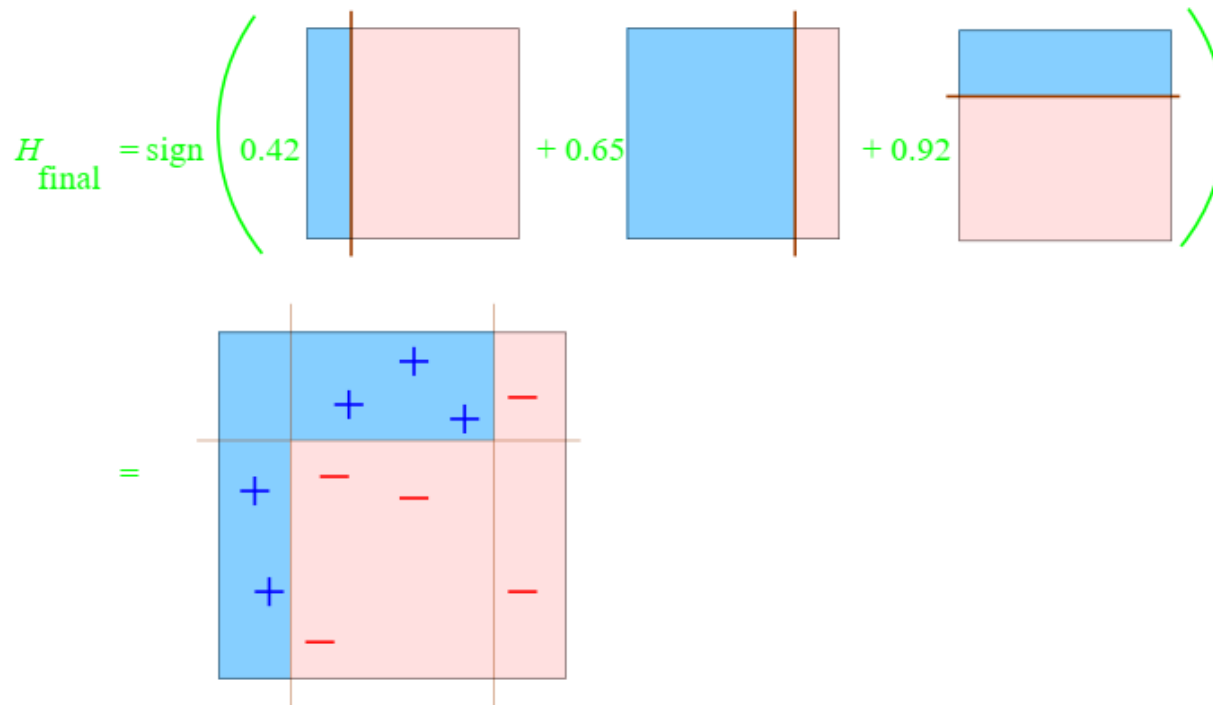 H final = sign ( 0.42 + 0.65 + 0.92 )
=
+
+ + −
+ − −
+ −
−